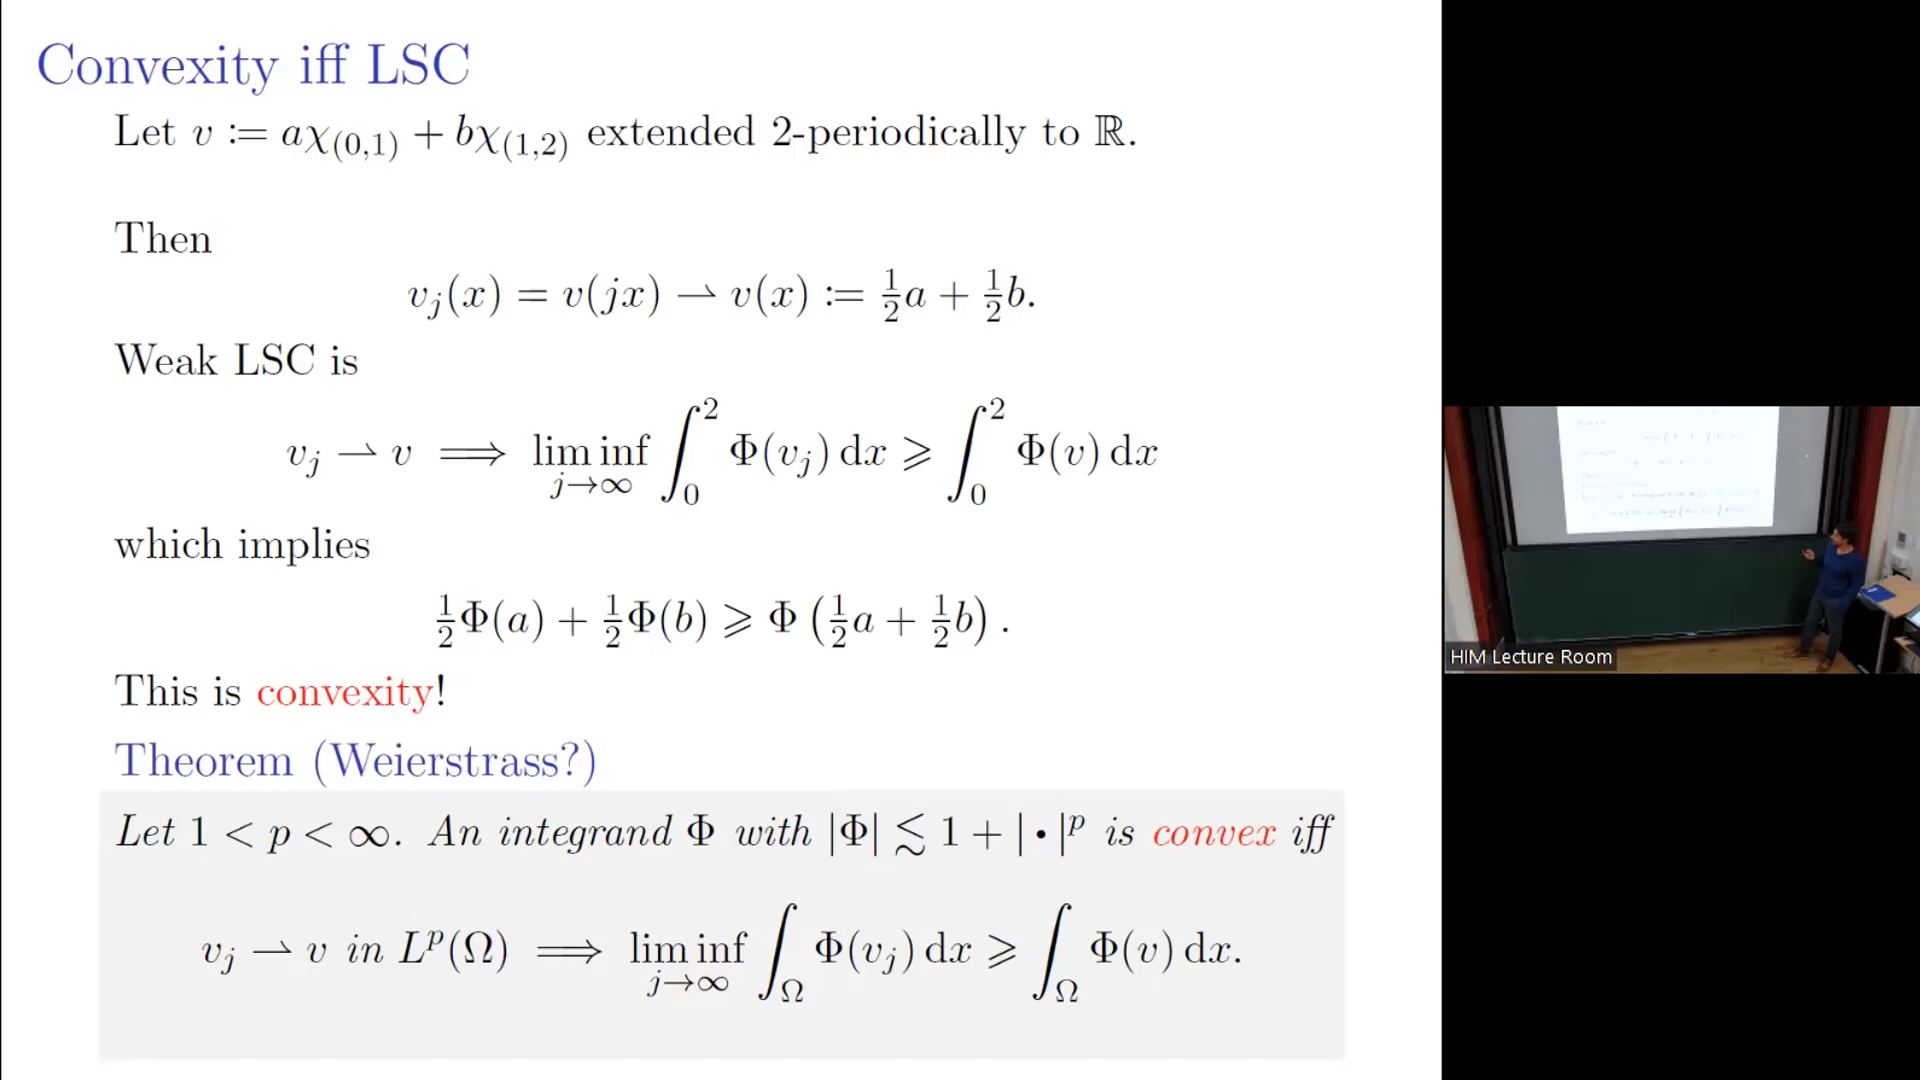 Convexity iff LSC
Let v := aχ_{(0,1)} + bχ_{(1,2)} extended 2-periodically to ℝ.
Then
v_j(x) = v(jx) ⇀ v(x) := ½a + ½b.
Weak LSC is
v_j ⇀ v ⟹ lim inf_{j→∞} ∫_0^2 Φ(v_j) dx ⩾ ∫_0^2 Φ(v) dx
which implies
½Φ(a) + ½Φ(b) ⩾ Φ (½a + ½b) .
This is convexity!
Theorem (Weierstrass?)
Let 1 < p < ∞. An integrand Φ with |Φ| ≲ 1 + | • |^p is convex iff
v_j ⇀ v in L^p(Ω) ⟹ lim inf_{j→∞} ∫_Ω Φ(v_j) dx ⩾ ∫_Ω Φ(v) dx.
HIM Lecture Room